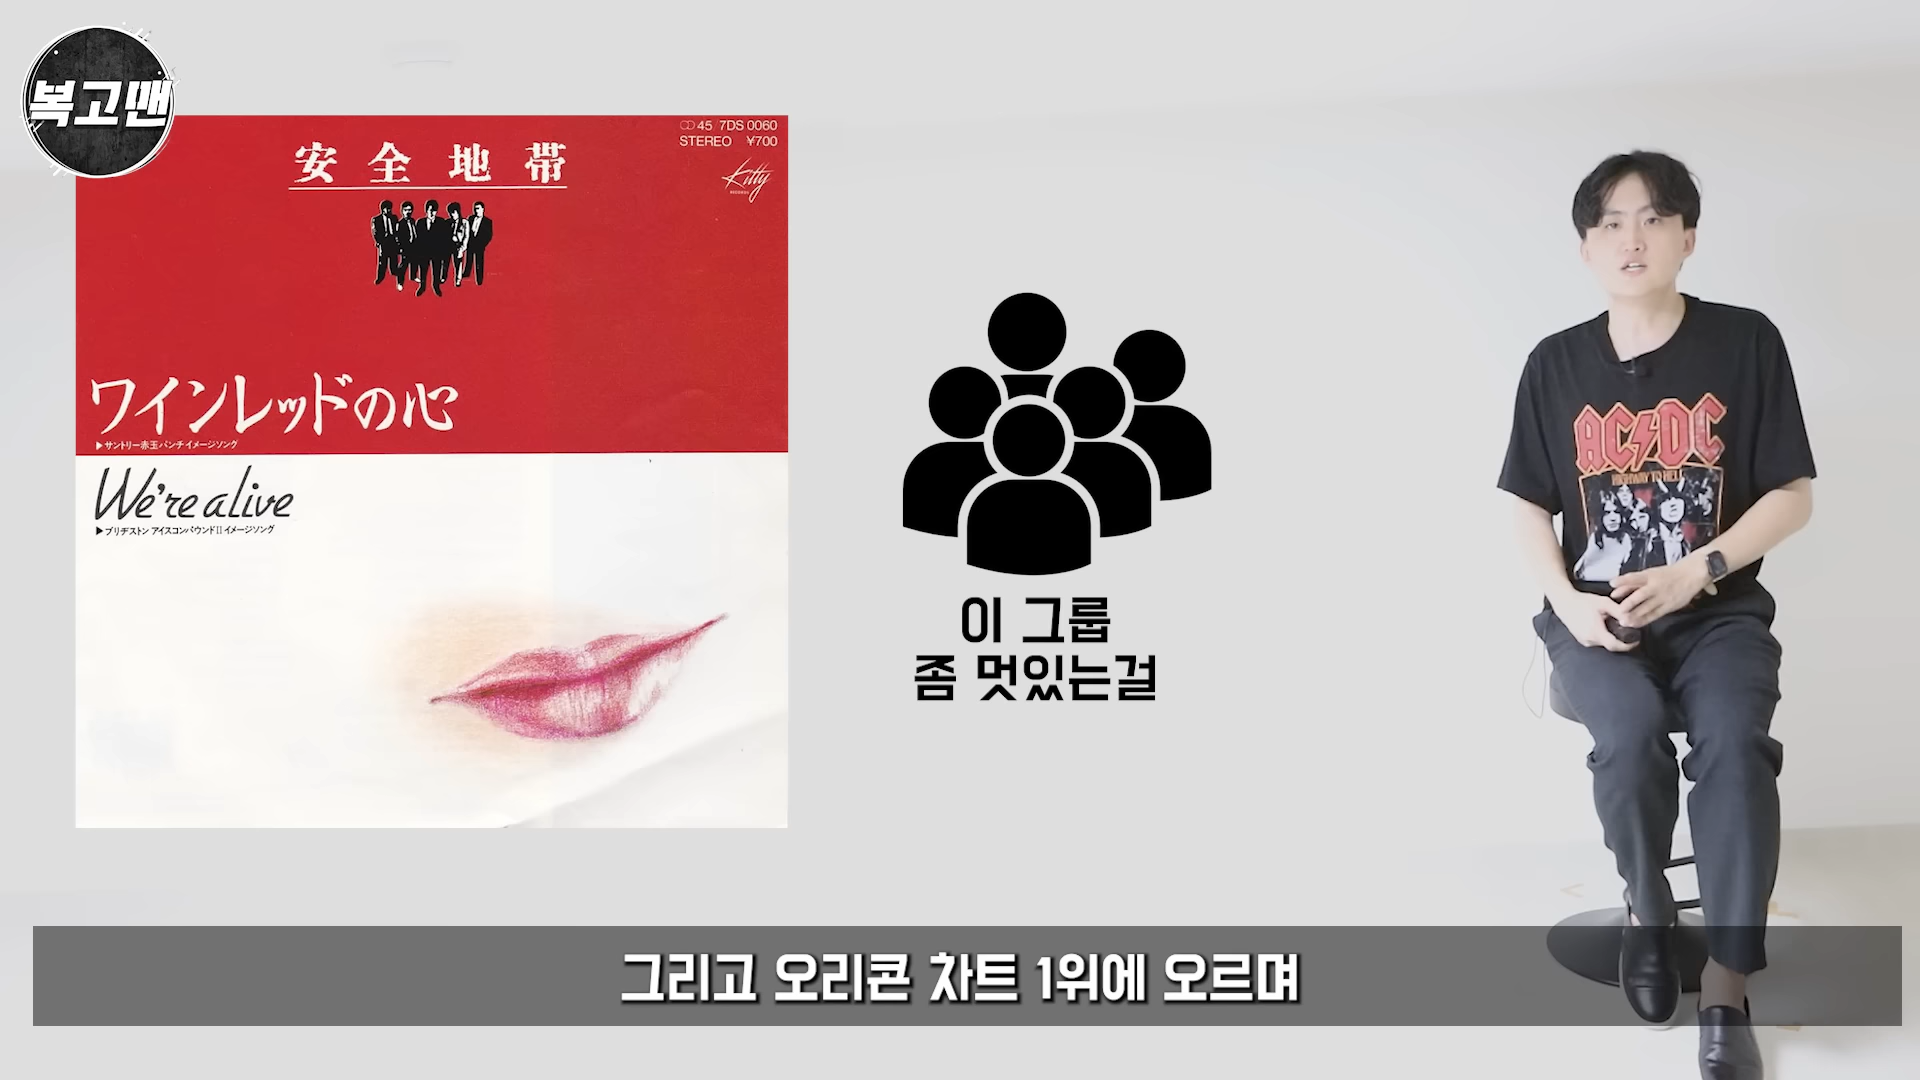 복고맨
45 7DS 0060
STEREO ¥700
安全地帯
Kitty
RECORDS
ワインレッドの心
▶サントリー赤玉パンチイメージソング
We're alive
▶ブリヂストン アイスコンパウンドIIイメージソング
이 그룹
좀 멋있는걸
AC DC
HIGHWAY TO HELL
그리고 오리콘 차트 1위에 오르며